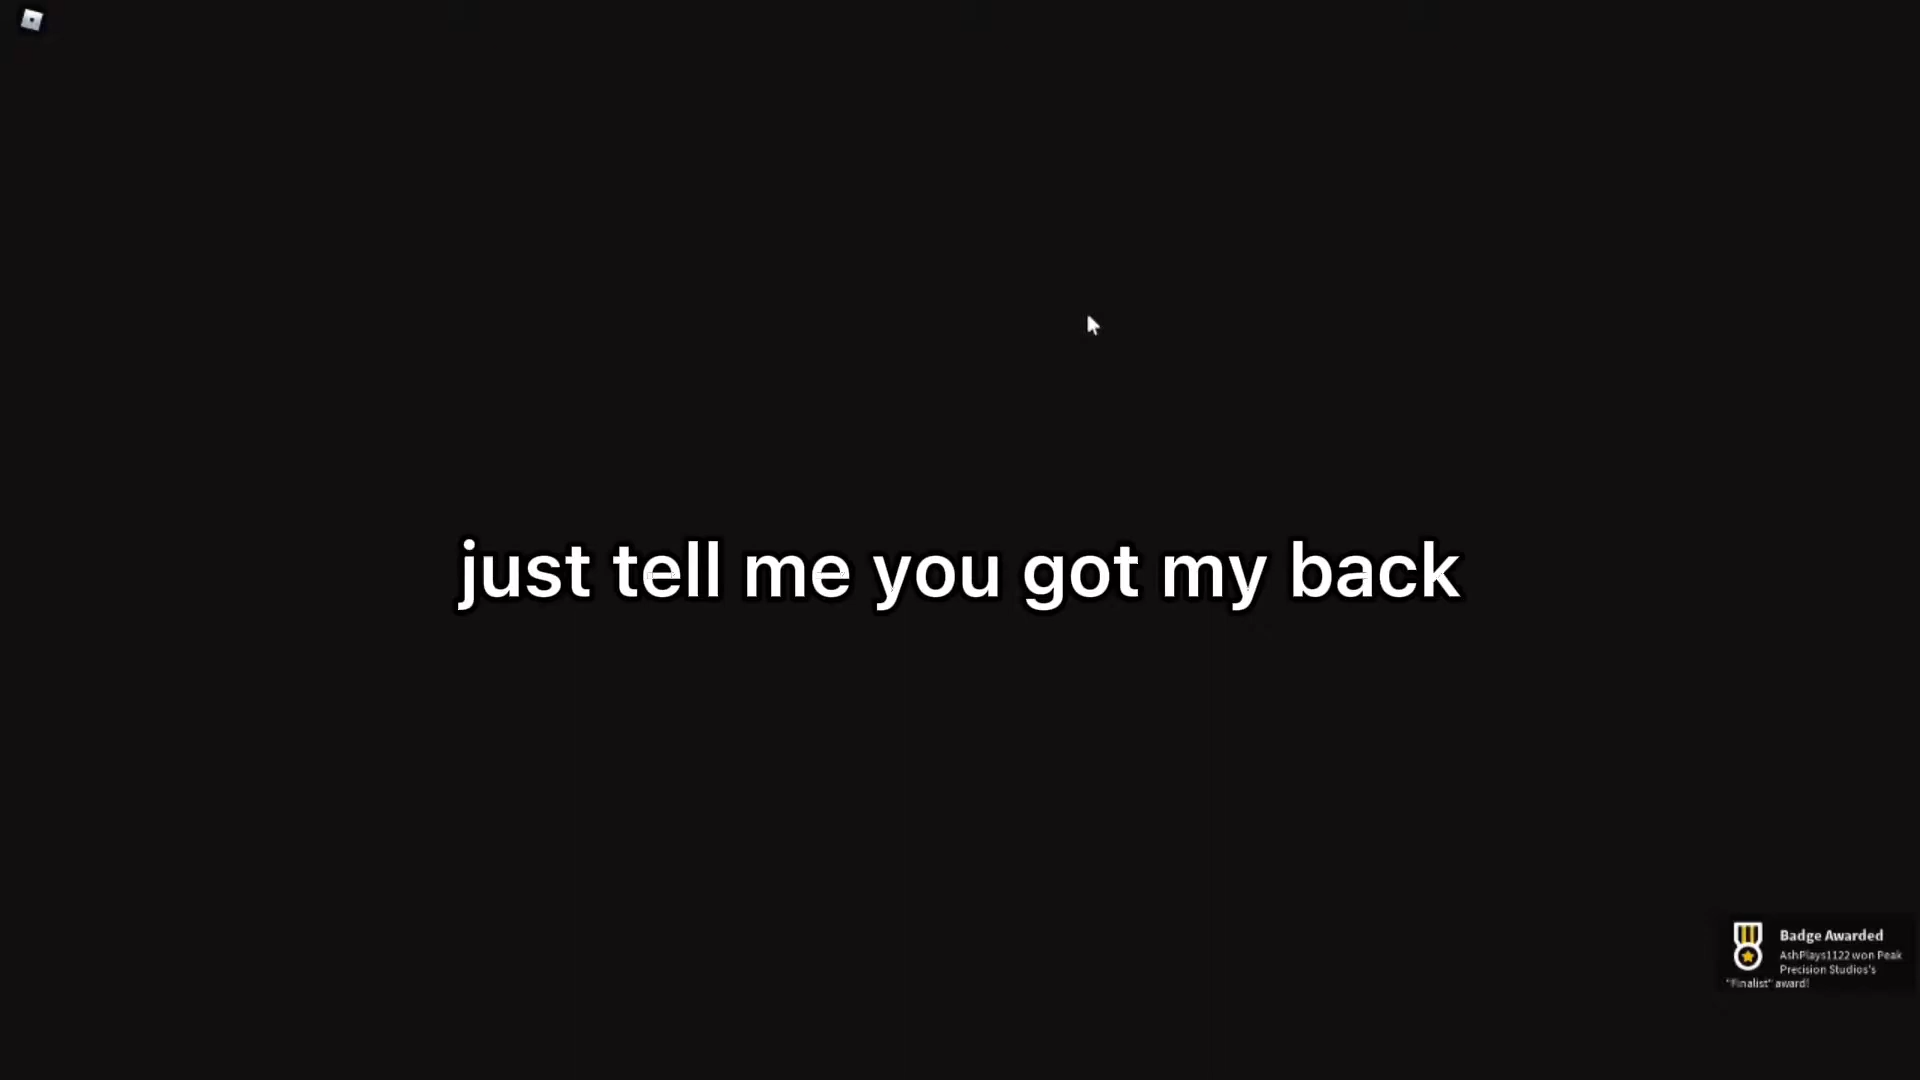 just tell me you got my back
Badge Awarded
AshPlays1122 won Peak
Precision Studios's
"Finalist" award!